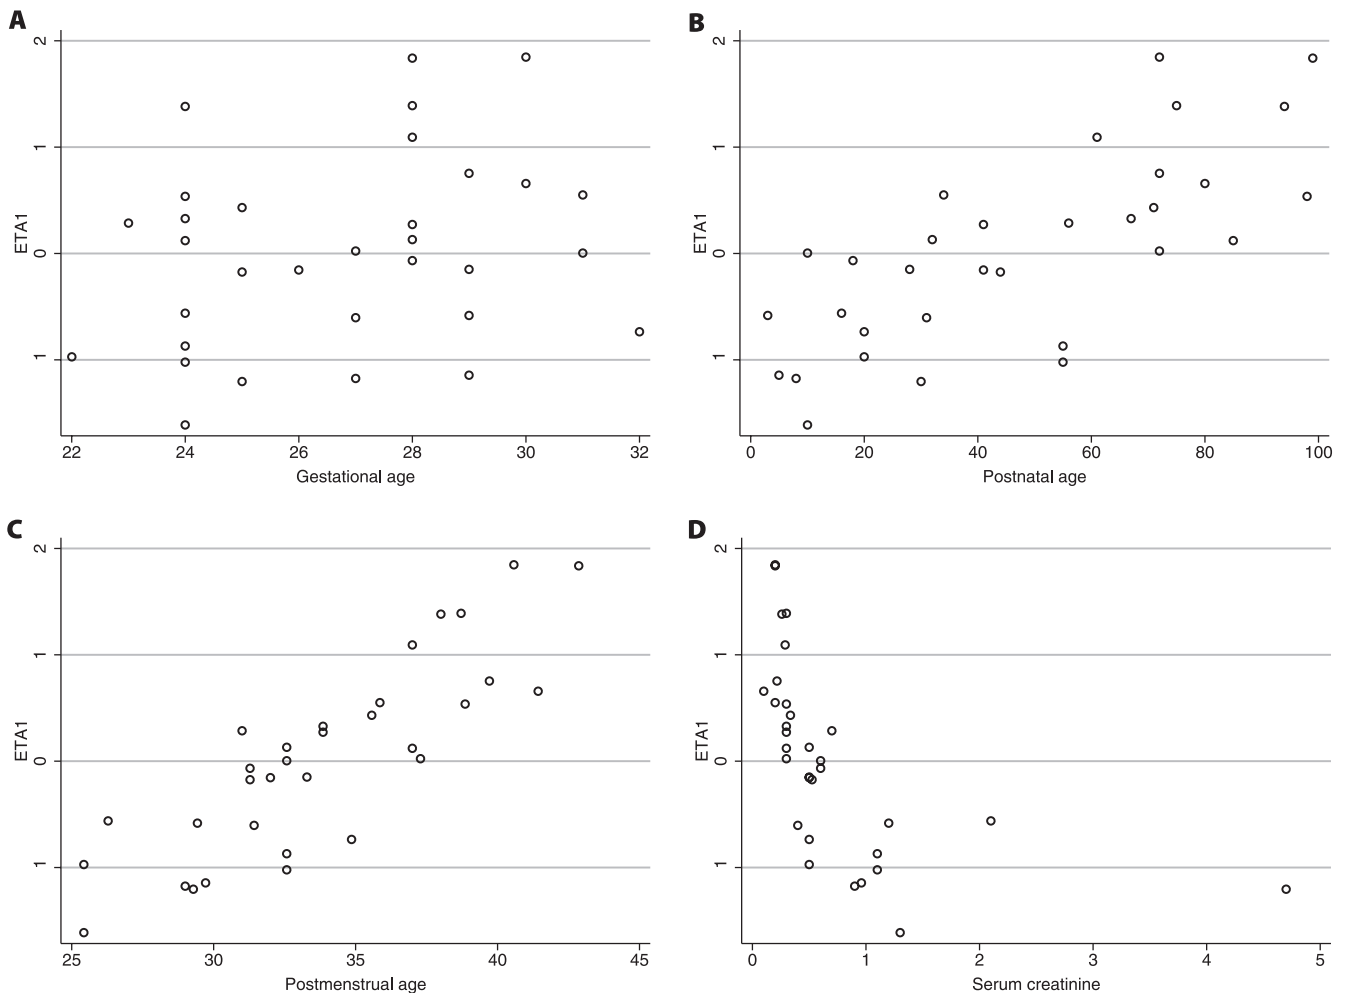 A
2
1
0
1
ETA1
22 24 26 28 30 32
Gestational age
B
2
1
0
1
ETA1
0 20 40 60 80 100
Postnatal age
C
2
1
0
1
ETA1
25 30 35 40 45
Postmenstrual age
D
2
1
0
1
ETA1
0 1 2 3 4 5
Serum creatinine